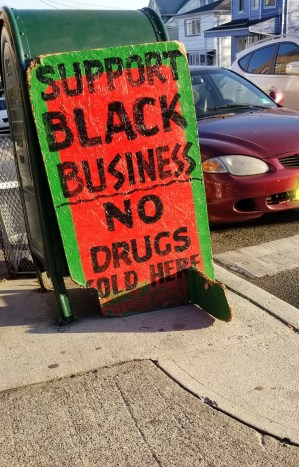 SUPPORT
BLACK
BUSINESS
NO
DRUGS
SOLD HERE